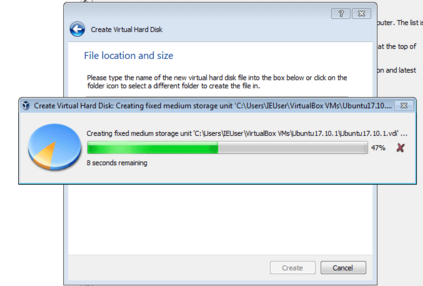 Create Virtual Hard Disk
File location and size
Please type the name of the new virtual hard disk file into the box below or click on the
folder icon to select a different folder to create the file in.
Create Virtual Hard Disk: Creating fixed medium storage unit 'C:\Users\IEUser\VirtualBox VMs\Ubuntu17.10....
Creating fixed medium storage unit 'C:\Users\IEUser\VirtualBox VMs\Ubuntu17.10.1\Ubuntu17.10.1.vdi' ...
47%
8 seconds remaining
Create
Cancel
puter. The list is
at the top of
on and latest